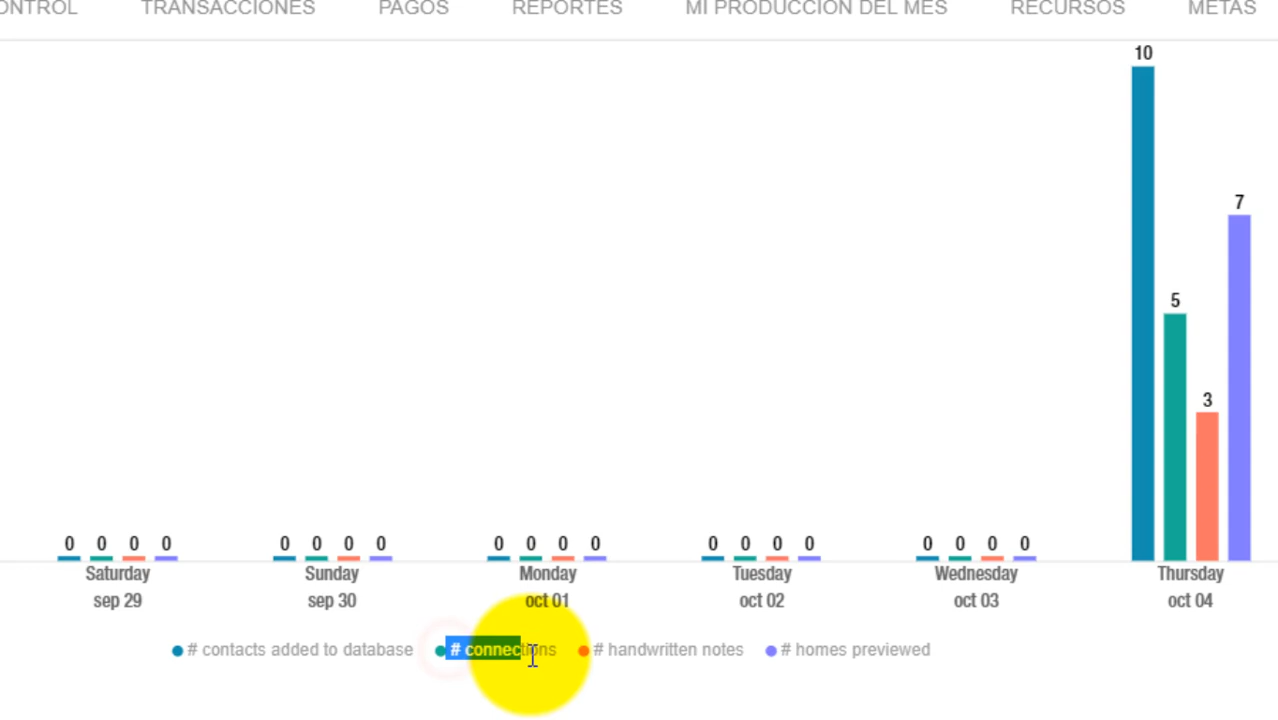 ONTROL TRANSACCIONES PAGOS REPORTES MI PRODUCCION DEL MES RECURSOS METAS
10
7
5
3
0 0 0 0 0 0 0 0 0 0 0 0 0 0 0 0 0 0 0 0
Saturday Sunday Monday Tuesday Wednesday Thursday
sep 29 sep 30 oct 01 oct 02 oct 03 oct 04
# contacts added to database # connections # handwritten notes # homes previewed